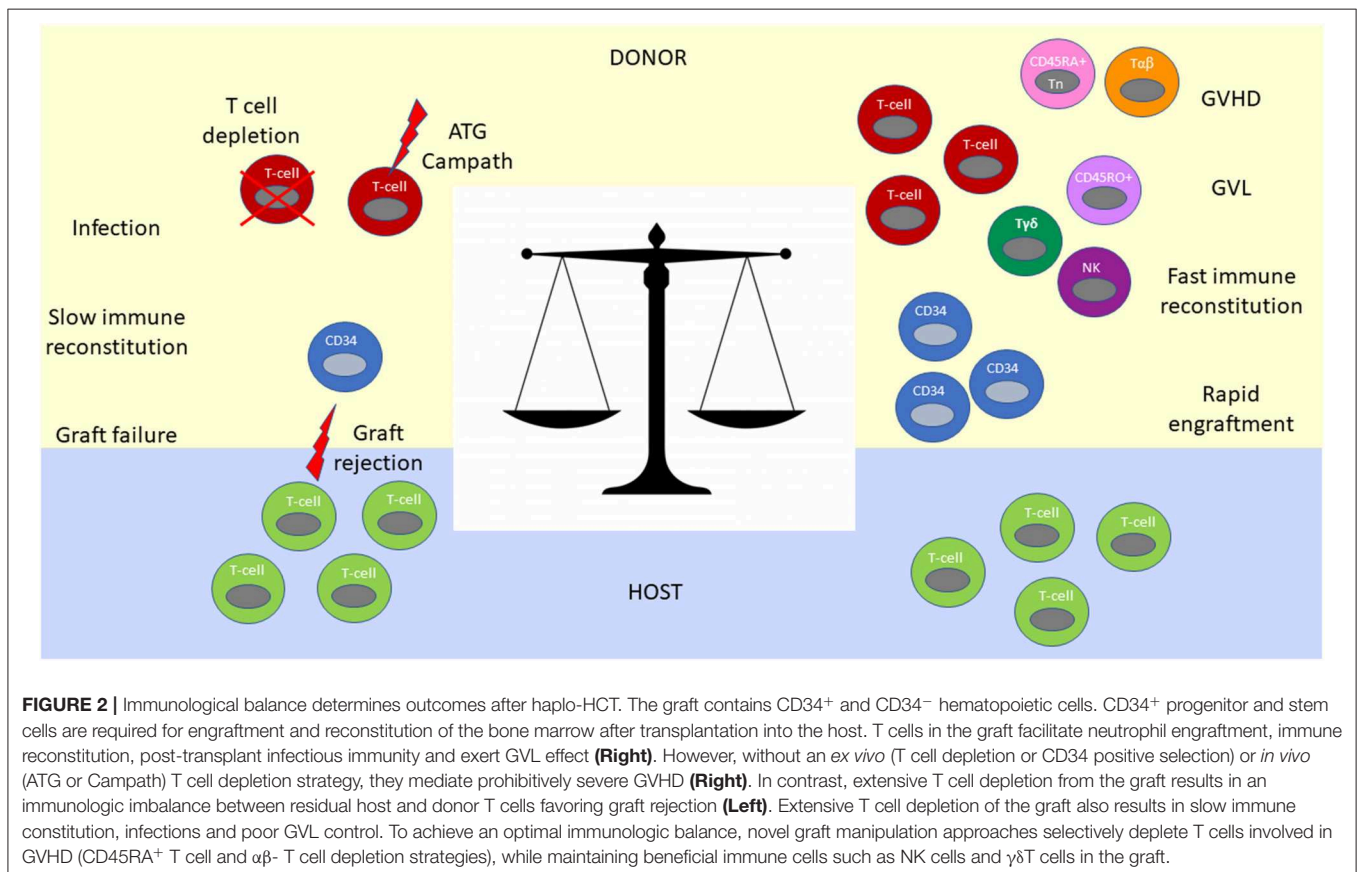 DONOR
T cell
depletion
T-cell
ATG
Campath
T-cell
Infection
Slow immune
reconstitution
CD34
Graft failure
Graft
rejection
T-cell
T-cell
T-cell
T-cell
CD45RA+
Tn
Tαβ
GVHD
T-cell
T-cell
T-cell
CD45RO+
GVL
Tγδ
NK
Fast immune
reconstitution
CD34
CD34
CD34
Rapid
engraftment
HOST
T-cell
T-cell
T-cell
T-cell
FIGURE 2 | Immunological balance determines outcomes after haplo-HCT. The graft contains CD34+ and CD34− hematopoietic cells. CD34+ progenitor and stem
cells are required for engraftment and reconstitution of the bone marrow after transplantation into the host. T cells in the graft facilitate neutrophil engraftment, immune
reconstitution, post-transplant infectious immunity and exert GVL effect (Right). However, without an ex vivo (T cell depletion or CD34 positive selection) or in vivo
(ATG or Campath) T cell depletion strategy, they mediate prohibitively severe GVHD (Right). In contrast, extensive T cell depletion from the graft results in an
immunologic imbalance between residual host and donor T cells favoring graft rejection (Left). Extensive T cell depletion of the graft also results in slow immune
constitution, infections and poor GVL control. To achieve an optimal immunologic balance, novel graft manipulation approaches selectively deplete T cells involved in
GVHD (CD45RA+ T cell and αβ- T cell depletion strategies), while maintaining beneficial immune cells such as NK cells and γδT cells in the graft.